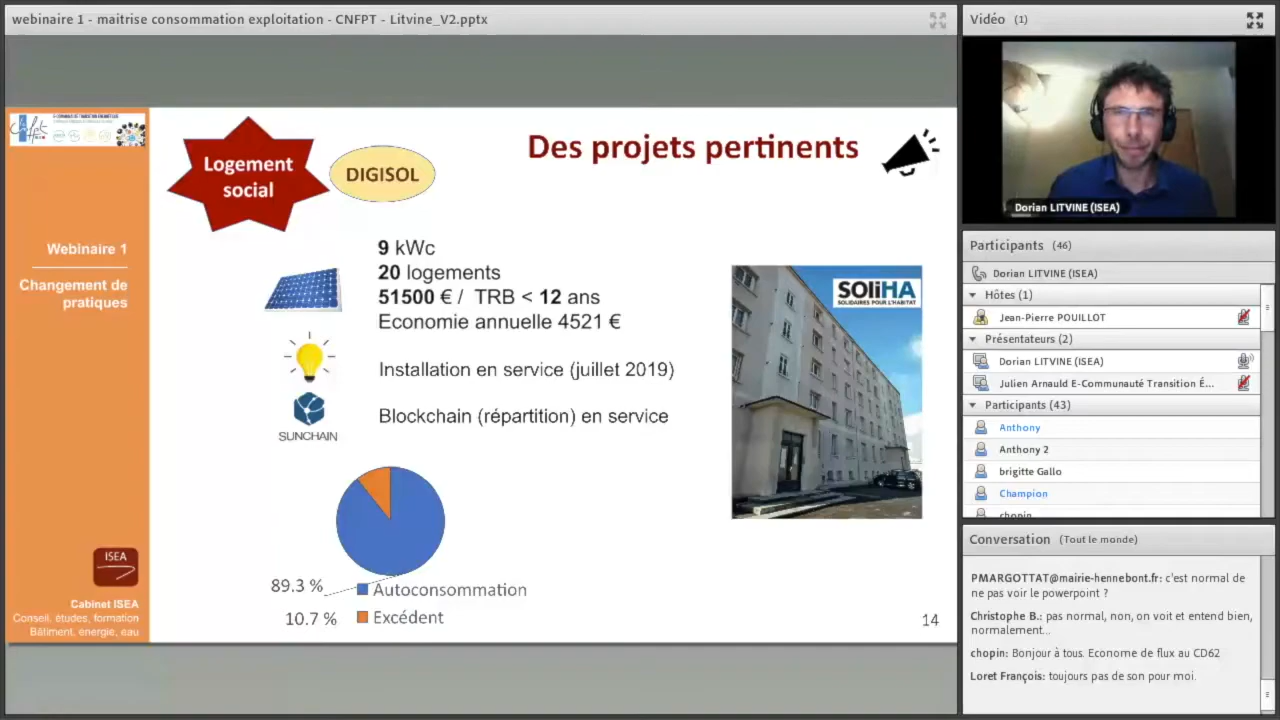 webinaire 1 - maitrise consommation exploitation - CNFPT - Litvine_V2.pptx
Webinaire 1
Changement de
pratiques
ISEA
Cabinet ISEA
Conseil, études, formation
Bâtiment, energie, eau
Logement
social
DIGISOL
Des projets pertinents
9 kWc
20 logements
51500 € / TRB < 12 ans
Economie annuelle 4521 €
Installation en service (juillet 2019)
SUNCHAIN
Blockchain (répartition) en service
SOLiHA
SOLIDAIRES POUR L'HABITAT
89.3 %
Autoconsommation
10.7 %
Excédent
14
Vidéo (1)
Dorian LITVINE (ISEA)
Participants (46)
Dorian LITVINE (ISEA)
Hôtes (1)
Jean-Pierre POUILLOT
Présentateurs (2)
Dorian LITVINE (ISEA)
Julien Arnauld E-Communauté Transition É...
Participants (43)
Anthony
Anthony 2
brigitte Gallo
Champion
chopin
Conversation (Tout le monde)
PMARGOTTAT@mairie-hennebont.fr: c'est normal de
ne pas voir le powerpoint ?
Christophe B.: pas normal, non, on voit et entend bien,
normalement...
chopin: Bonjour à tous. Econome de flux au CD62
Loret François: toujours pas de son pour moi.